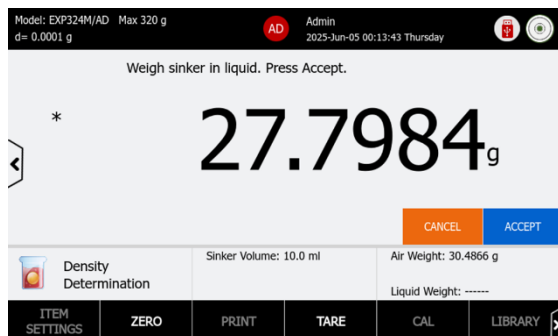 Model: EXP324M/AD Max 320 g
d= 0.0001 g
AD
Admin
2025-Jun-05 00:13:43 Thursday
Weigh sinker in liquid. Press Accept.
*
27.7984 g
CANCEL
ACCEPT
Density
Determination
Sinker Volume: 10.0 ml
Air Weight: 30.4866 g
Liquid Weight: ------
ITEM
SETTINGS
ZERO
PRINT
TARE
CAL
LIBRARY